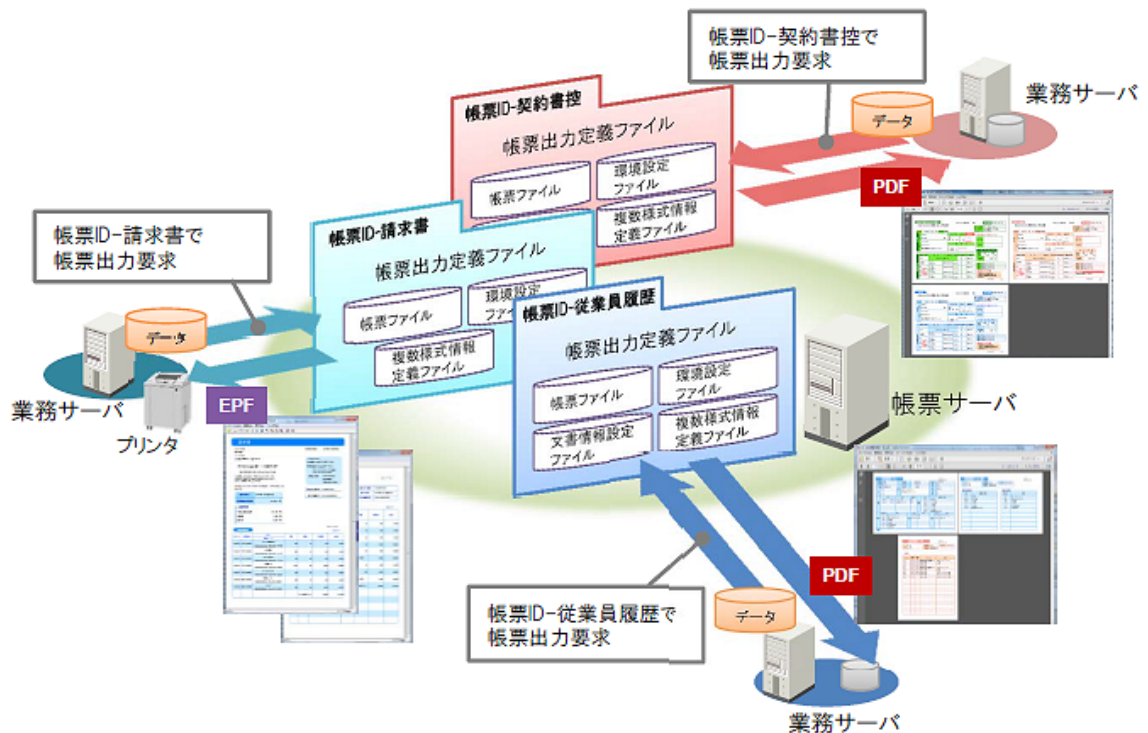 帳票ID-契約書控で
帳票出力要求
業務サーバ
データ
PDF
帳票ID-契約書控
帳票出力定義ファイル
帳票ファイル
環境設定
ファイル
複数様式情報
定義ファイル
帳票ID-請求書で
帳票出力要求
データ
業務サーバ
プリンタ
EPF
帳票ID-請求書
帳票出力定義ファイル
帳票ファイル
環境設定
複数様式情報
定義ファイル
帳票ID-従業員履歴
帳票出力定義ファイル
帳票ファイル
環境設定
ファイル
文書情報設定
ファイル
複数様式情報
定義ファイル
帳票サーバ
帳票ID-従業員履歴で
帳票出力要求
PDF
データ
業務サーバ